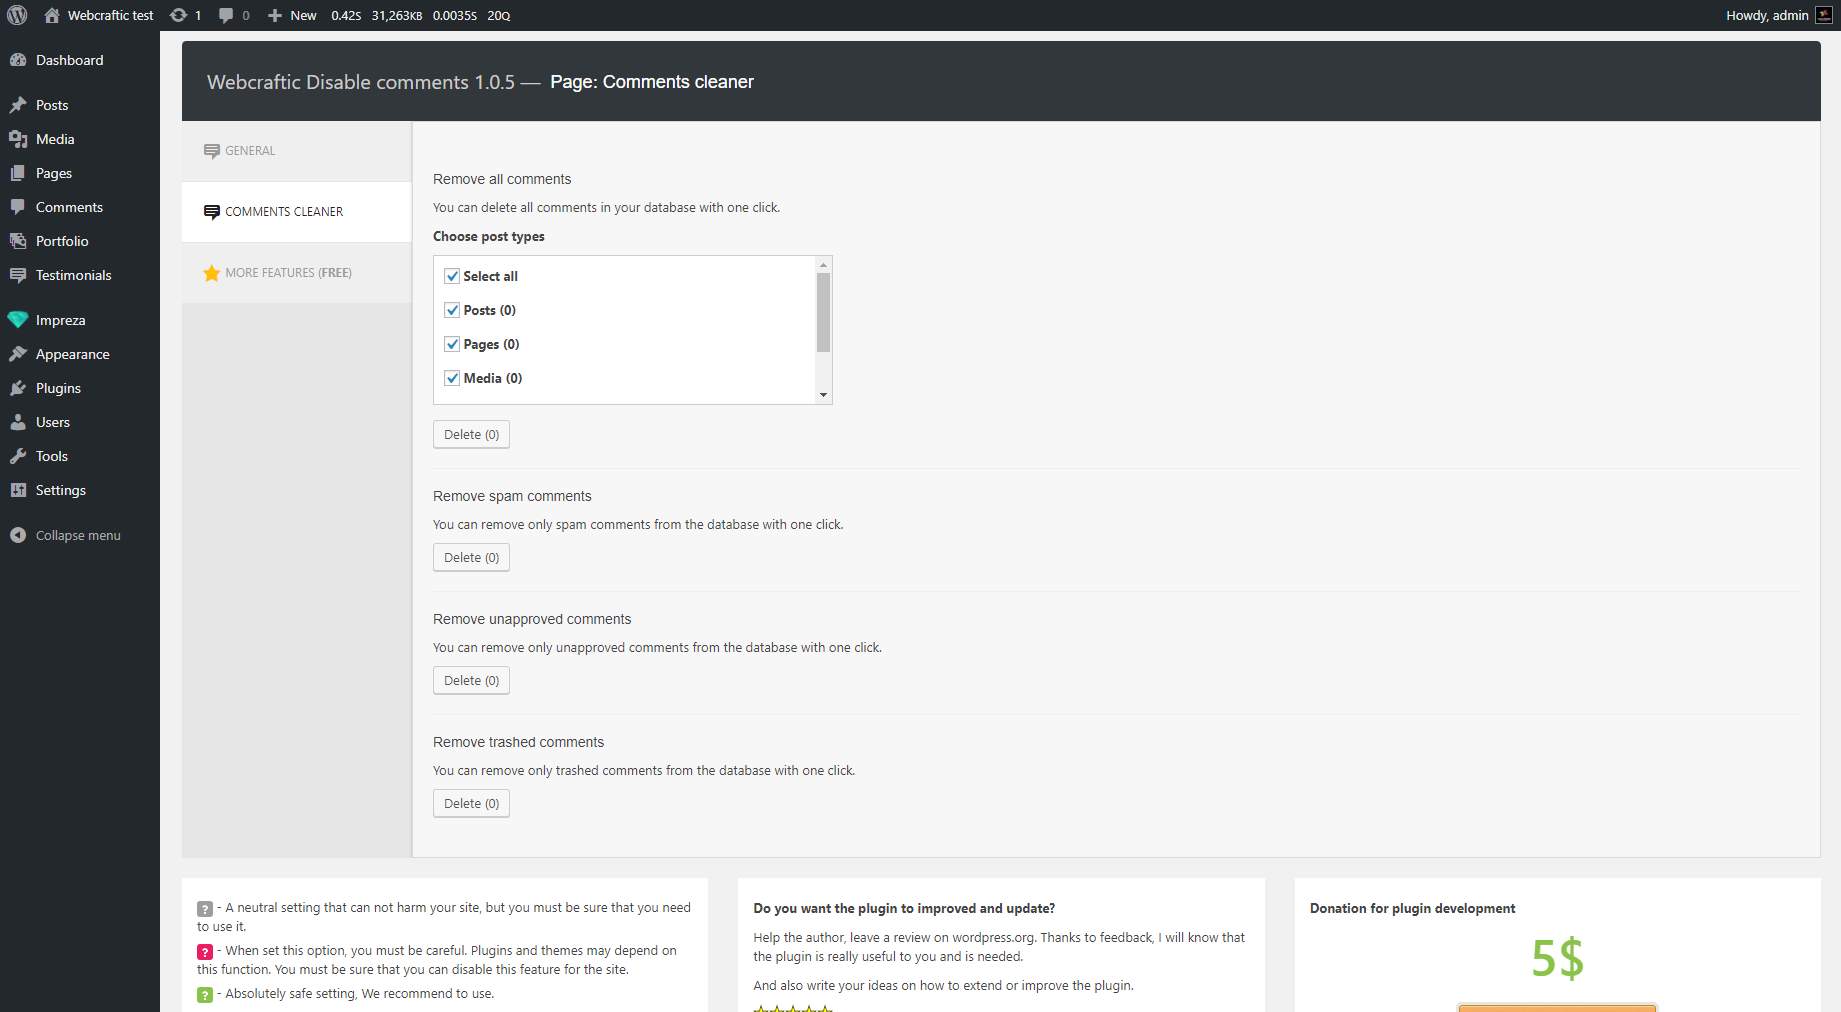 Webcraftic test 1 0 New 0.42S 31,263KB 0.0035S 20Q Howdy, admin
Dashboard
Posts
Media
Pages
Comments
Portfolio
Testimonials
Impreza
Appearance
Plugins
Users
Tools
Settings
Collapse menu
Webcraftic Disable comments 1.0.5 — Page: Comments cleaner
GENERAL
COMMENTS CLEANER
MORE FEATURES (FREE)
Remove all comments
You can delete all comments in your database with one click.
Choose post types
Select all
Posts (0)
Pages (0)
Media (0)
Delete (0)
Remove spam comments
You can remove only spam comments from the database with one click.
Delete (0)
Remove unapproved comments
You can remove only unapproved comments from the database with one click.
Delete (0)
Remove trashed comments
You can remove only trashed comments from the database with one click.
Delete (0)
? - A neutral setting that can not harm your site, but you must be sure that you need
to use it.
? - When set this option, you must be careful. Plugins and themes may depend on
this function. You must be sure that you can disable this feature for the site.
? - Absolutely safe setting, We recommend to use.
Do you want the plugin to improved and update?
Help the author, leave a review on wordpress.org. Thanks to feedback, I will know that
the plugin is really useful to you and is needed.
And also write your ideas on how to extend or improve the plugin.
Donation for plugin development
5$